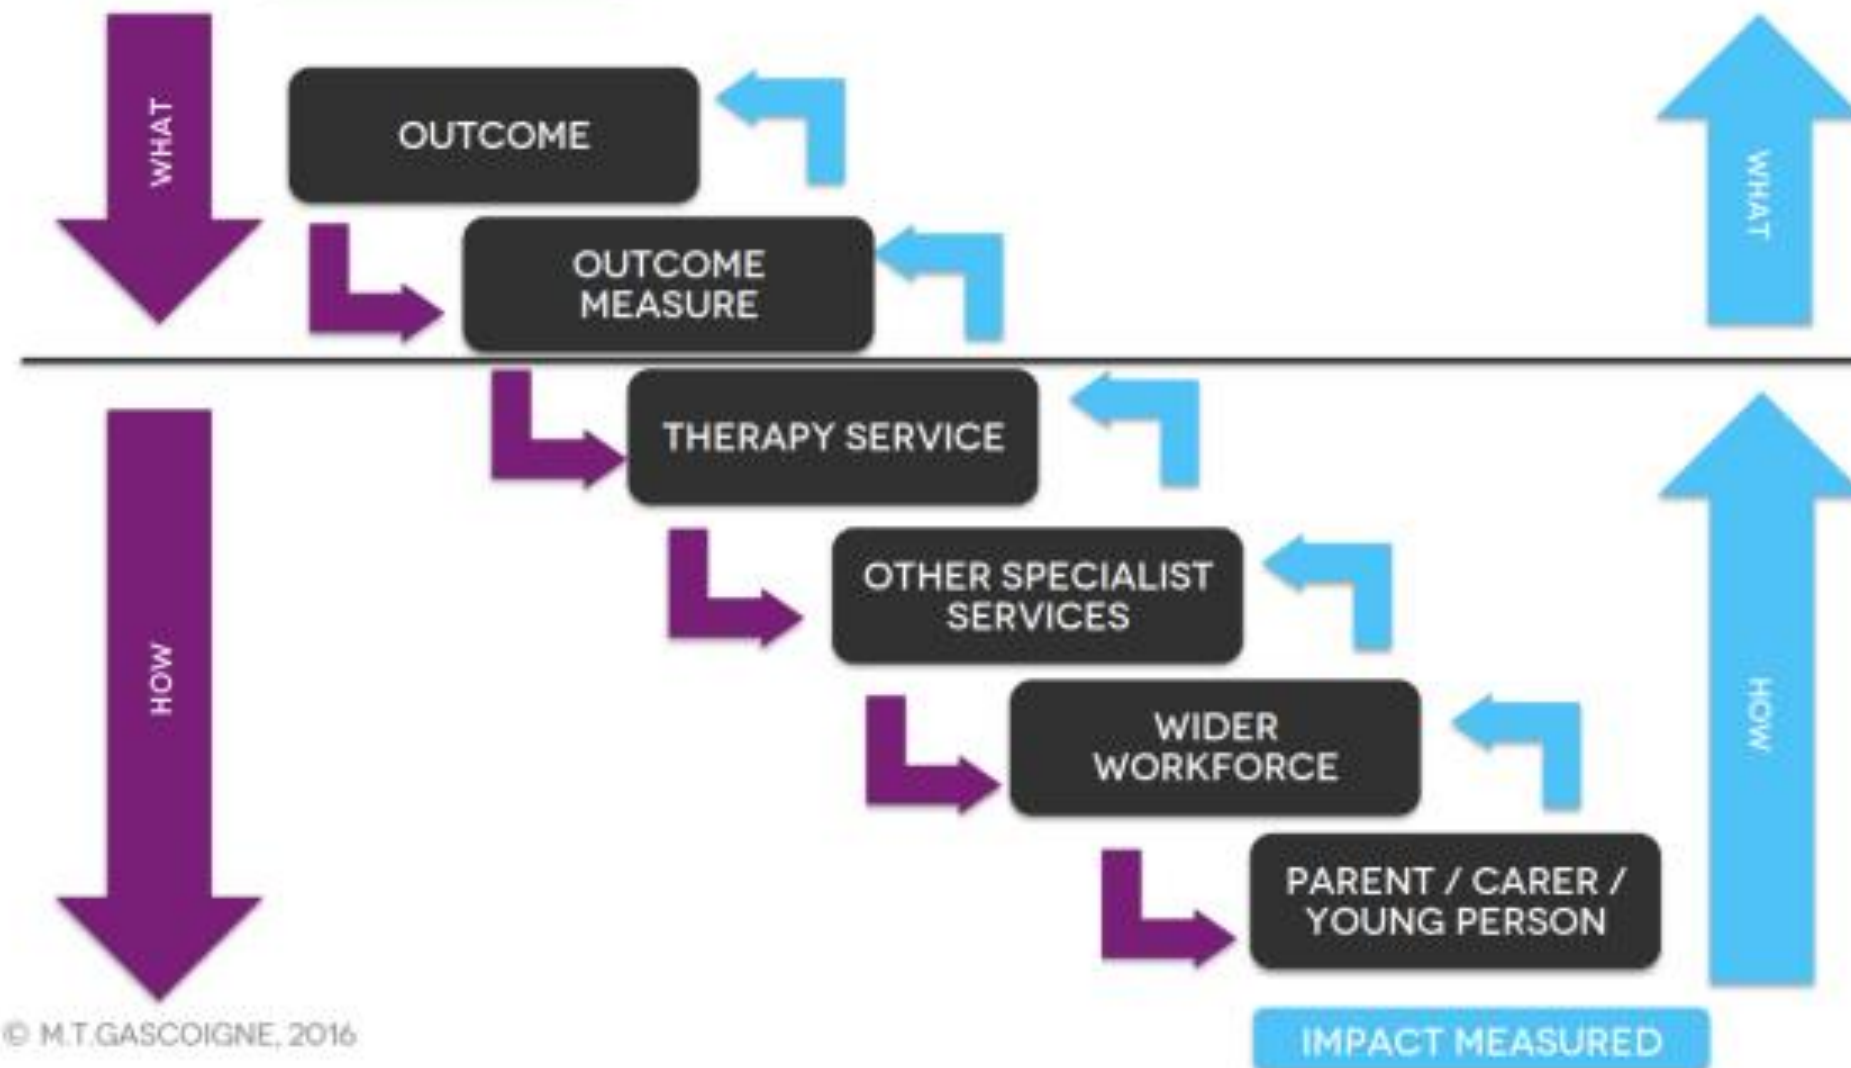 WHAT
OUTCOME
WHAT
OUTCOME
MEASURE
THERAPY SERVICE
OTHER SPECIALIST
SERVICES
HOW
HOW
WIDER
WORKFORCE
PARENT / CARER /
YOUNG PERSON
© M.T.GASCOIGNE, 2016
IMPACT MEASURED